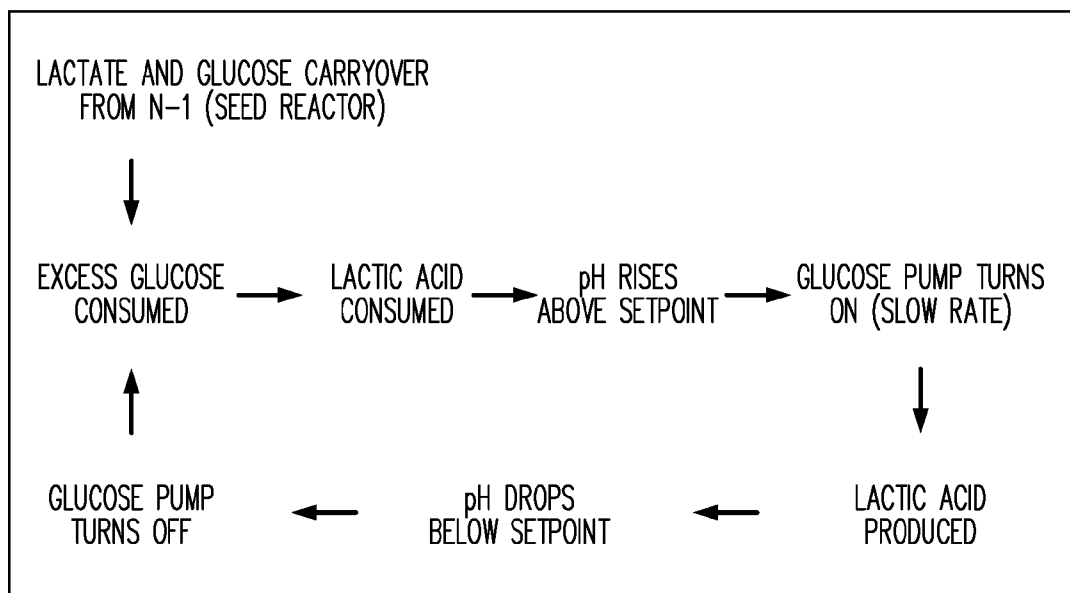 LACTATE AND GLUCOSE CARRYOVER
FROM N-1 (SEED REACTOR)
EXCESS GLUCOSE
CONSUMED
LACTIC ACID
CONSUMED
pH RISES
ABOVE SETPOINT
GLUCOSE PUMP TURNS
ON (SLOW RATE)
LACTIC ACID
PRODUCED
pH DROPS
BELOW SETPOINT
GLUCOSE PUMP
TURNS OFF